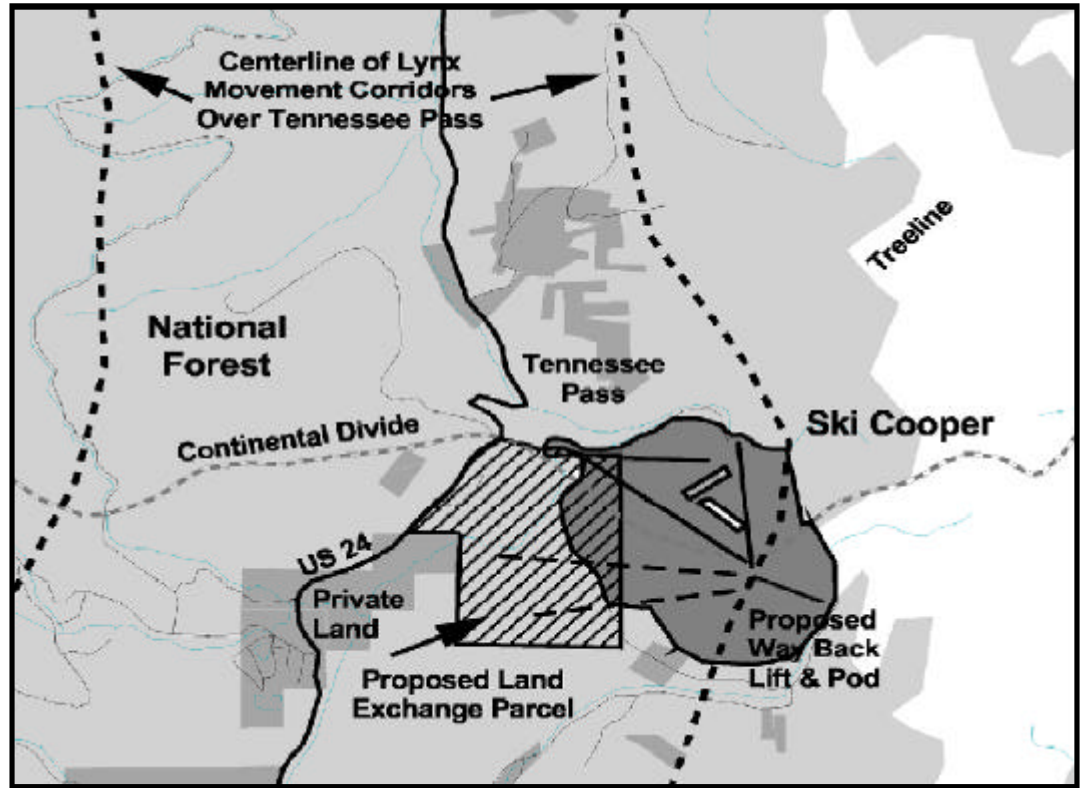 Centerline of Lynx
Movement Corridors
Over Tennessee Pass
Treeline
National
Forest
Tennessee
Pass
Ski Cooper
Continental Divide
US 24
Private
Land
Proposed
Way Back
Lift & Pod
Proposed Land
Exchange Parcel